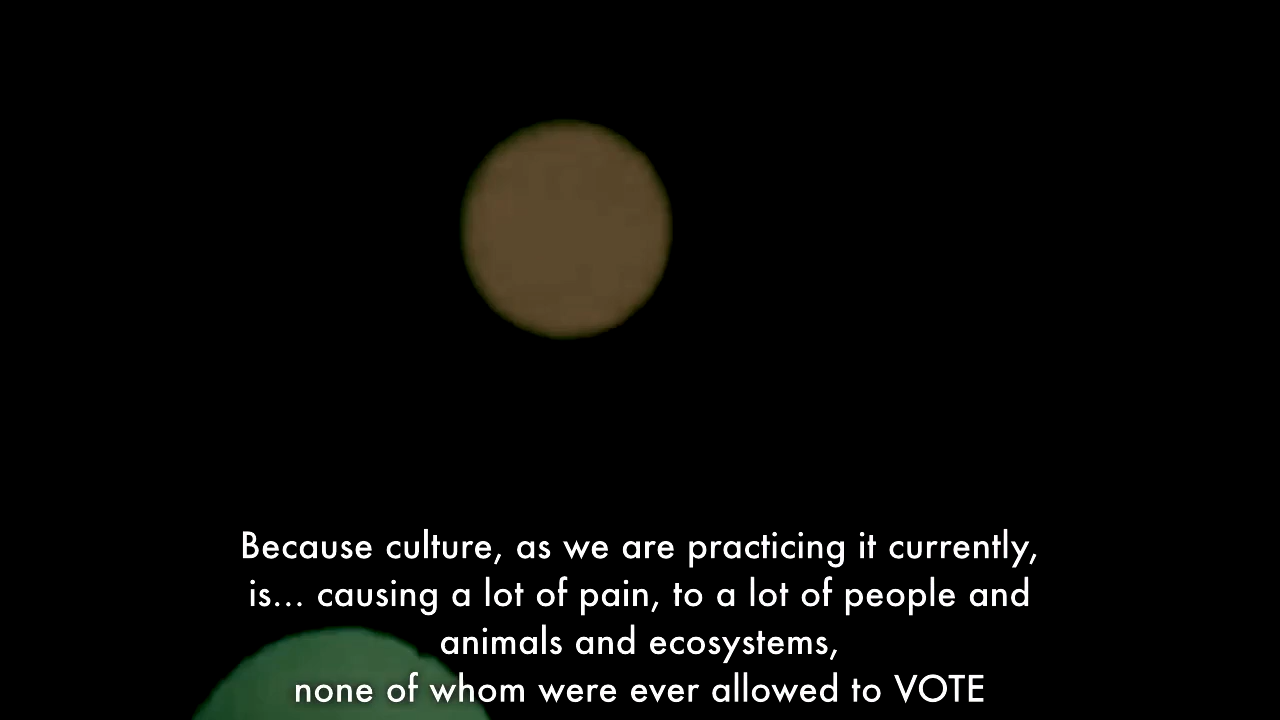 Because culture, as we are practicing it currently,
is... causing a lot of pain, to a lot of people and
animals and ecosystems,
none of whom were ever allowed to VOTE